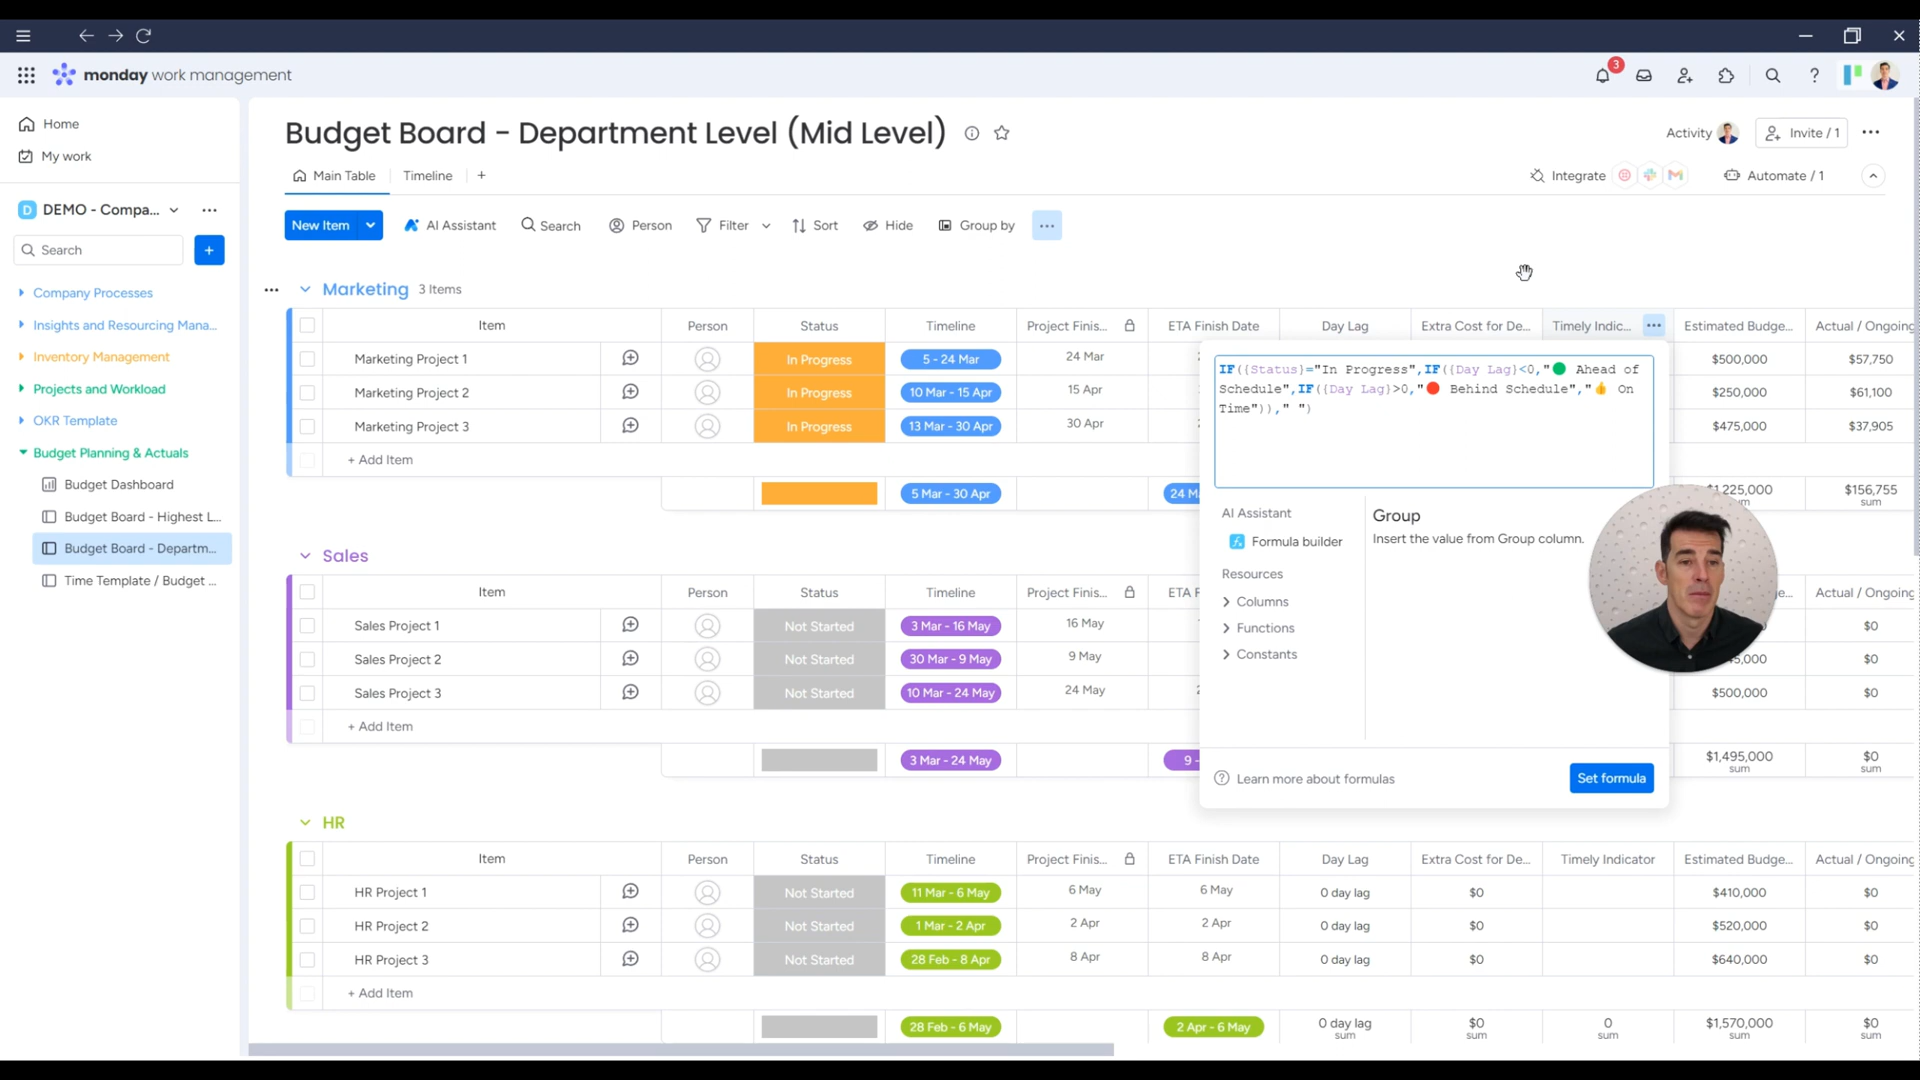 monday work management
3
Home
My work
D DEMO - Compa...
Search
+
Company Processes
Insights and Resourcing Mana...
Inventory Management
Projects and Workload
OKR Template
Budget Planning & Actuals
Budget Dashboard
Budget Board - Highest L...
Budget Board - Departm...
Time Template / Budget ...
Budget Board - Department Level (Mid Level)
Activity
Invite / 1
Main Table
Timeline
+
Integrate
Automate / 1
New Item
AI Assistant
Search
Person
Filter
Sort
Hide
Group by
Marketing 3 Items
Item Person Status Timeline Project Finis... ETA Finish Date Day Lag Extra Cost for De... Timely Indic... Estimated Budge... Actual / Ongoing
Marketing Project 1 In Progress 5 - 24 Mar 24 Mar $500,000 $57,750
Marketing Project 2 In Progress 10 Mar - 15 Apr 15 Apr $250,000 $61,100
Marketing Project 3 In Progress 13 Mar - 30 Apr 30 Apr $475,000 $37,905
+ Add Item
5 Mar - 30 Apr $1,225,000 $156,755
sum
IF({Status}="In Progress",IF({Day Lag}<0,"🟢 Ahead of
Schedule",IF({Day Lag}>0,"🔴 Behind Schedule","👍 On
Time"))," ")
AI Assistant
Formula builder
Resources
Columns
Functions
Constants
Group
Insert the value from Group column.
Learn more about formulas
Set formula
Sales
Item Person Status Timeline Project Finis... Actual / Ongoing
Sales Project 1 Not Started 3 Mar - 16 May 16 May $0
Sales Project 2 Not Started 30 Mar - 9 May 9 May $0
Sales Project 3 Not Started 10 Mar - 24 May 24 May $500,000 $0
+ Add Item
3 Mar - 24 May $1,495,000 $0
sum sum
HR
Item Person Status Timeline Project Finis... ETA Finish Date Day Lag Extra Cost for De... Timely Indicator Estimated Budge... Actual / Ongoing
HR Project 1 Not Started 11 Mar - 6 May 6 May 6 May 0 day lag $0 $410,000 $0
HR Project 2 Not Started 1 Mar - 2 Apr 2 Apr 2 Apr 0 day lag $0 $520,000 $0
HR Project 3 Not Started 28 Feb - 8 Apr 8 Apr 8 Apr 0 day lag $0 $640,000 $0
+ Add Item
28 Feb - 6 May 2 Apr - 6 May 0 day lag $0 0 $1,570,000 $0
sum sum sum sum sum